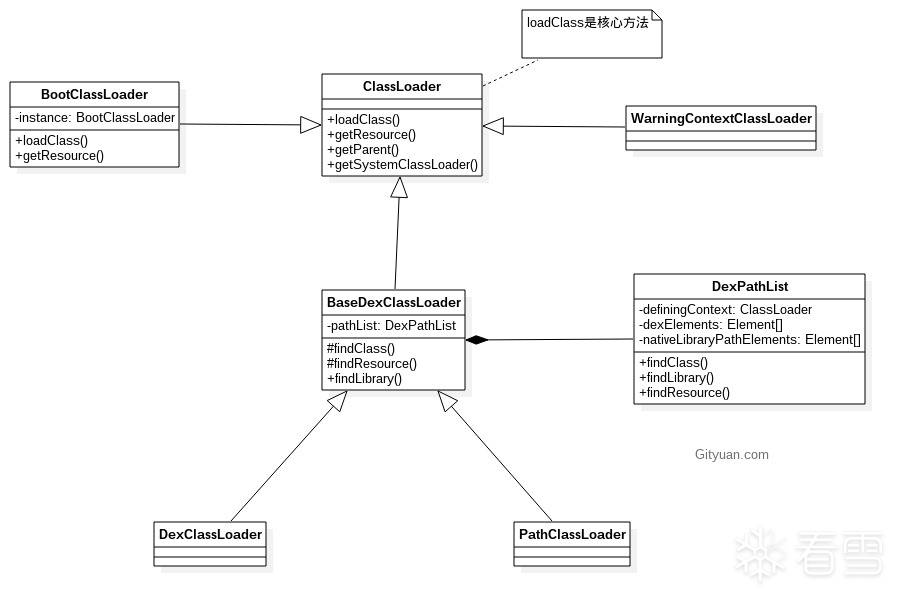 loadClass是核心方法
BootClassLoader
-instance: BootClassLoader
+loadClass()
+getResource()
ClassLoader
+loadClass()
+getResource()
+getParent()
+getSystemClassLoader()
WarningContextClassLoader
BaseDexClassLoader
-pathList: DexPathList
#findClass()
#findResource()
+findLibrary()
DexPathList
-definingContext: ClassLoader
-dexElements: Element[]
-nativeLibraryPathElements: Element[]
+findClass()
+findLibrary()
+findResource()
Gityuan.com
DexClassLoader
PathClassLoader
看雪